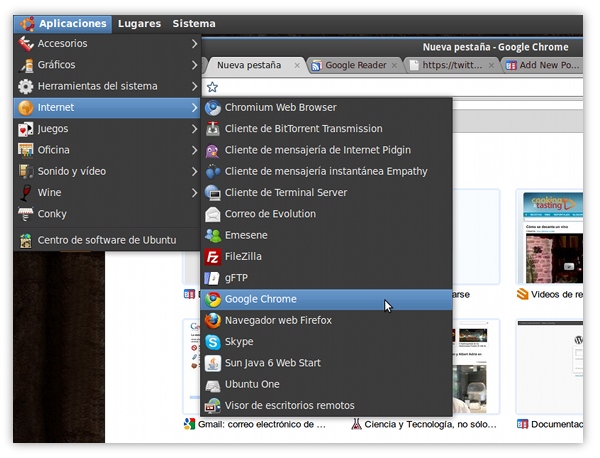 Aplicaciones Lugares Sistema
Nueva pestaña - Google Chrome
Nueva pestaña
Google Reader
https://twitt...
Add New Po...
Accesorios
Gráficos
Herramientas del sistema
Internet
Juegos
Oficina
Sonido y vídeo
Wine
Conky
Centro de software de Ubuntu
Chromium Web Browser
Cliente de BitTorrent Transmission
Cliente de mensajería de Internet Pidgin
Cliente de mensajería instantánea Empathy
Cliente de Terminal Server
Correo de Evolution
Emesene
FileZilla
gFTP
Google Chrome
Navegador web Firefox
Skype
Sun Java 6 Web Start
Ubuntu One
Visor de escritorios remotos
cooking
tasting
arse
Videos de re
Gmail: correo electrónico de ...
Ciencia y Tecnología, no sólo...
Documentac